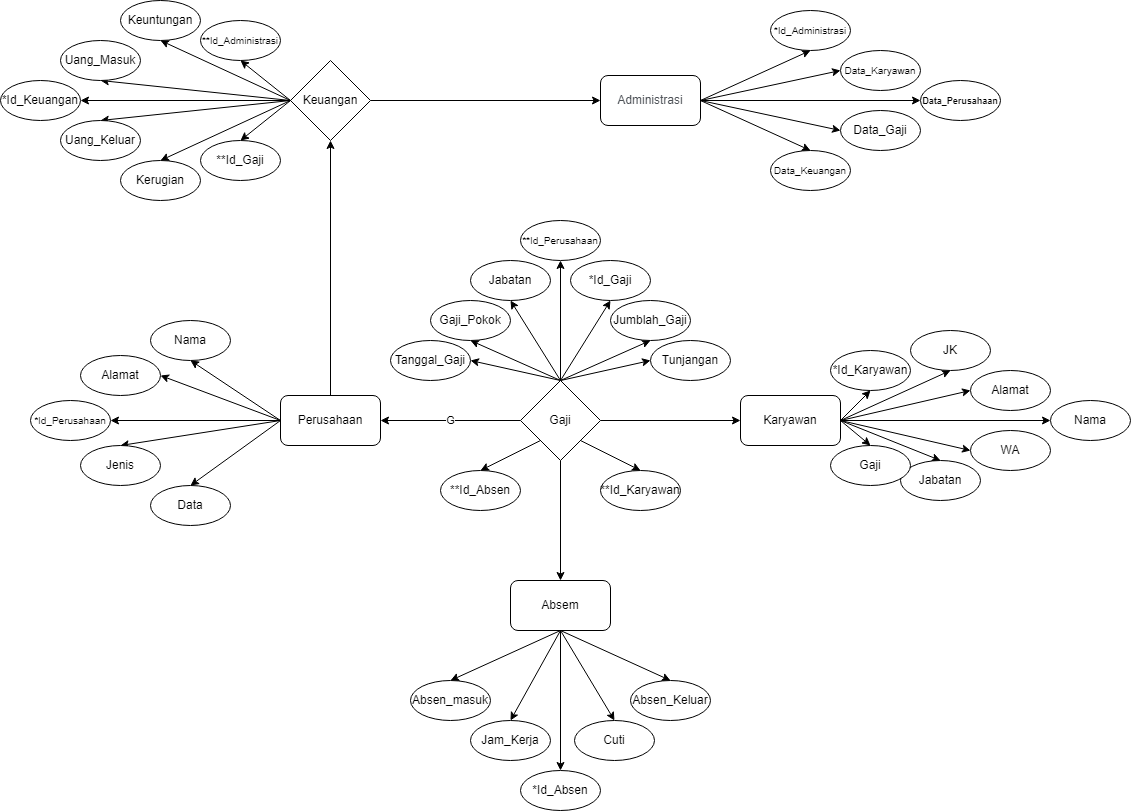 Keuntungan
**Id_Administrasi
Uang_Masuk
*Id_Keuangan
Uang_Keluar
Kerugian
**Id_Gaji
Keuangan
Administrasi
*Id_Administrasi
Data_Karyawan
Data_Perusahaan
Data_Gaji
Data_Keuangan
**Id_Perusahaan
Jabatan
*Id_Gaji
Gaji_Pokok
Jumblah_Gaji
Tanggal_Gaji
Tunjangan
Nama
Alamat
*Id_Perusahaan
Jenis
Data
Perusahaan
G
Gaji
Karyawan
*Id_Karyawan
JK
Alamat
Nama
WA
Jabatan
Gaji
**Id_Absen
**Id_Karyawan
Absem
Absen_masuk
Absen_Keluar
Jam_Kerja
Cuti
*Id_Absen